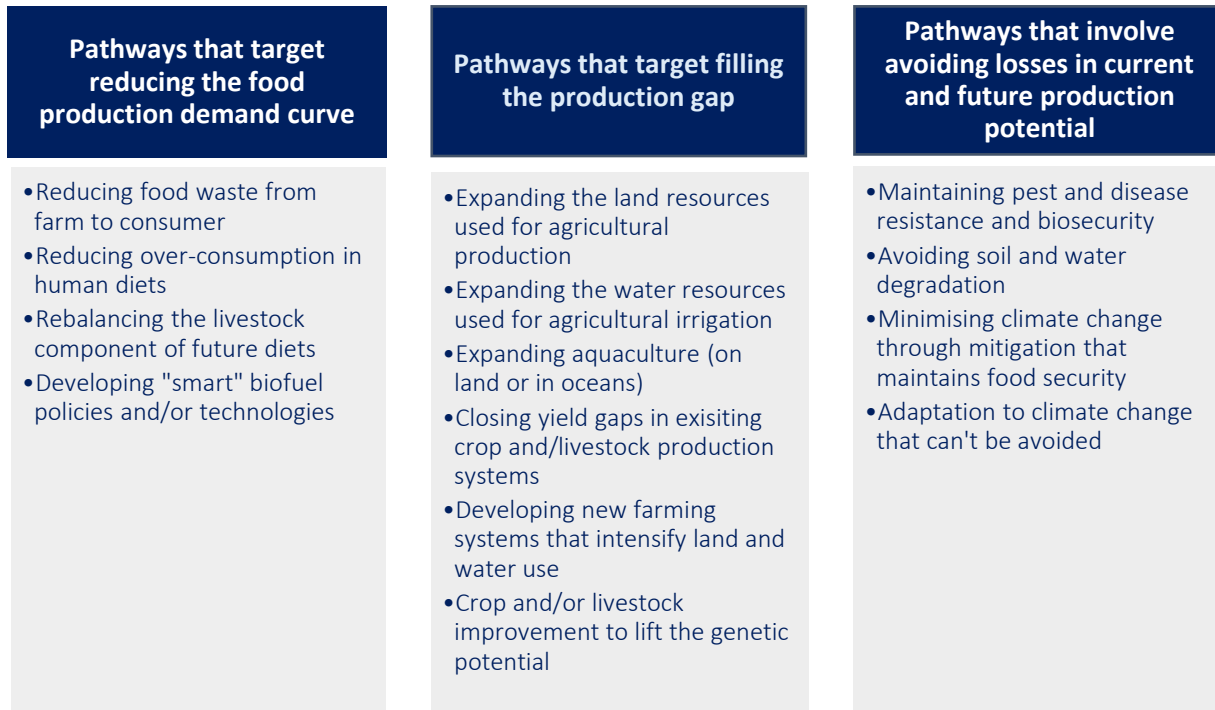 Pathways that target
reducing the food
production demand curve
•Reducing food waste from
farm to consumer
•Reducing over-consumption in
human diets
•Rebalancing the livestock
component of future diets
•Developing "smart" biofuel
policies and/or technologies
Pathways that target filling
the production gap
•Expanding the land resources
used for agricultural
production
•Expanding the water resources
used for agricultural irrigation
•Expanding aquaculture (on
land or in oceans)
•Closing yield gaps in exisiting
crop and/livestock production
systems
•Developing new farming
systems that intensify land and
water use
•Crop and/or livestock
improvement to lift the genetic
potential
Pathways that involve
avoiding losses in current
and future production
potential
•Maintaining pest and disease
resistance and biosecurity
•Avoiding soil and water
degradation
•Minimising climate change
through mitigation that
maintains food security
•Adaptation to climate change
that can't be avoided